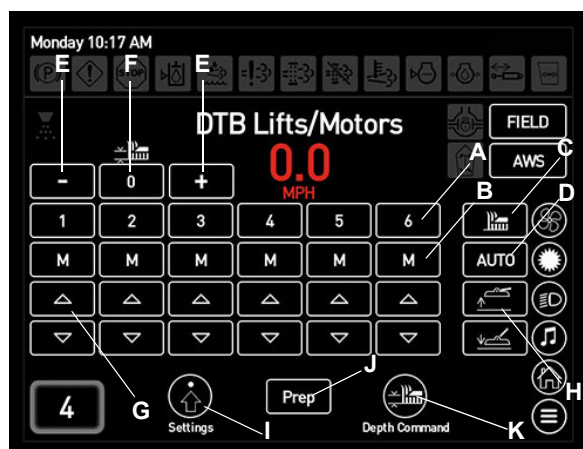 Monday 10:17 AM
E F E
(P) STOP
DTB Lifts/Motors
FIELD
0.0
MPH
AWS
A C
- 0 +
B D
1 2 3 4 5 6
M M M M M M AUTO
G H
J
4
Prep
Settings
I
Depth Command
K